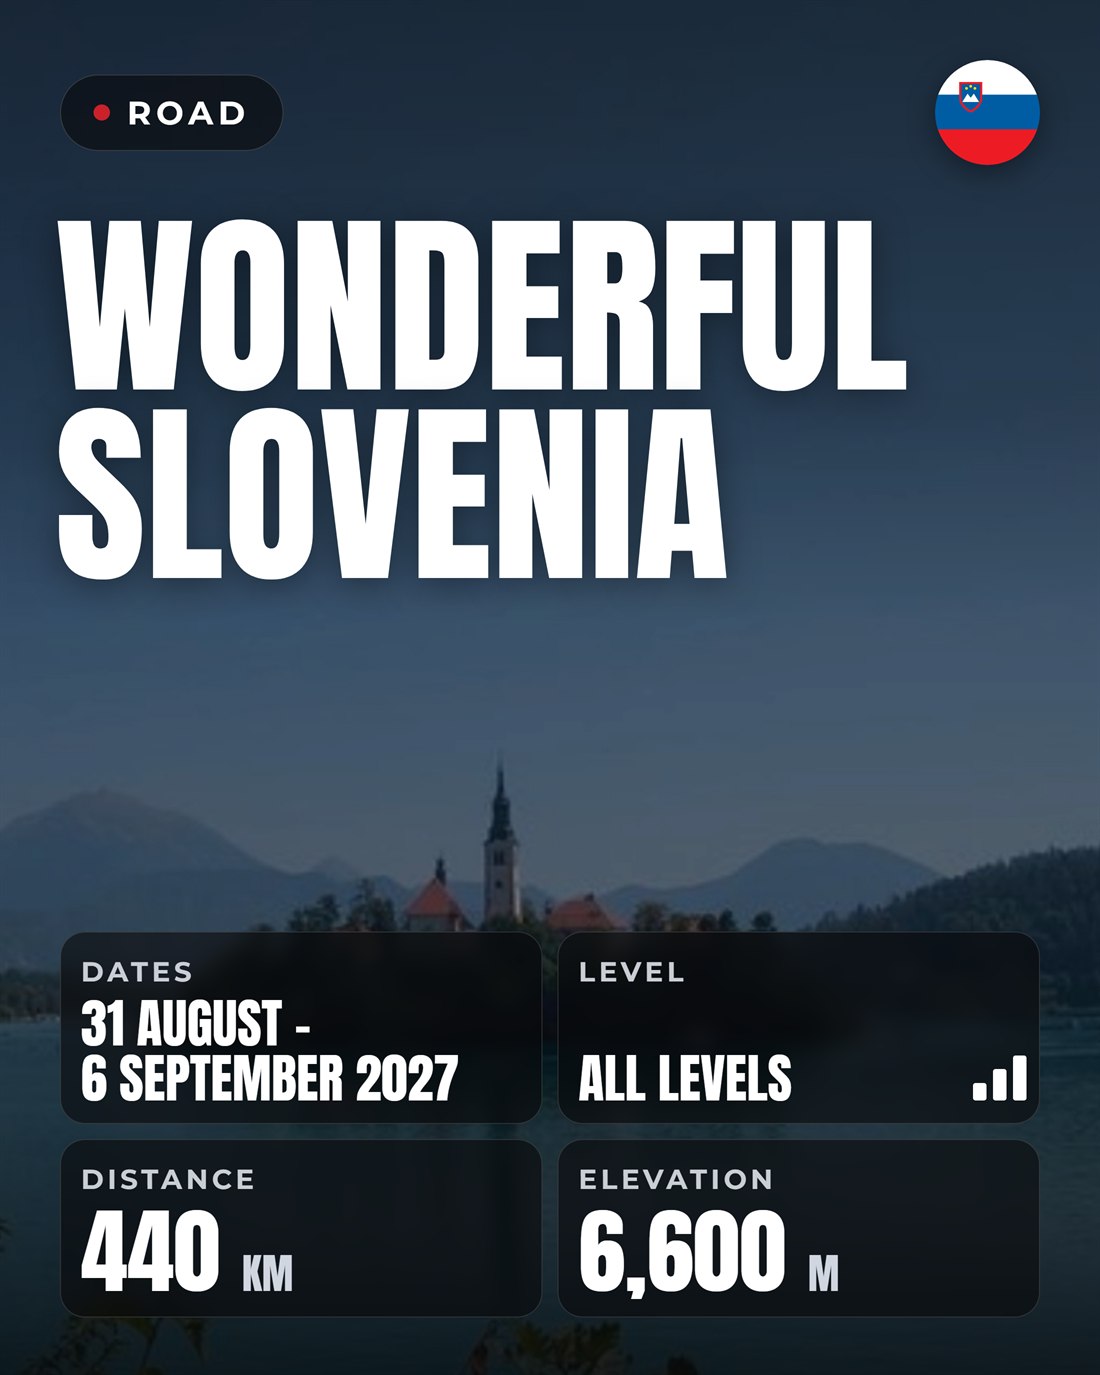 ROAD
WONDERFUL
SLOVENIA
DATES
31 AUGUST -
6 SEPTEMBER 2027
LEVEL
ALL LEVELS
DISTANCE
440 KM
ELEVATION
6,600 M